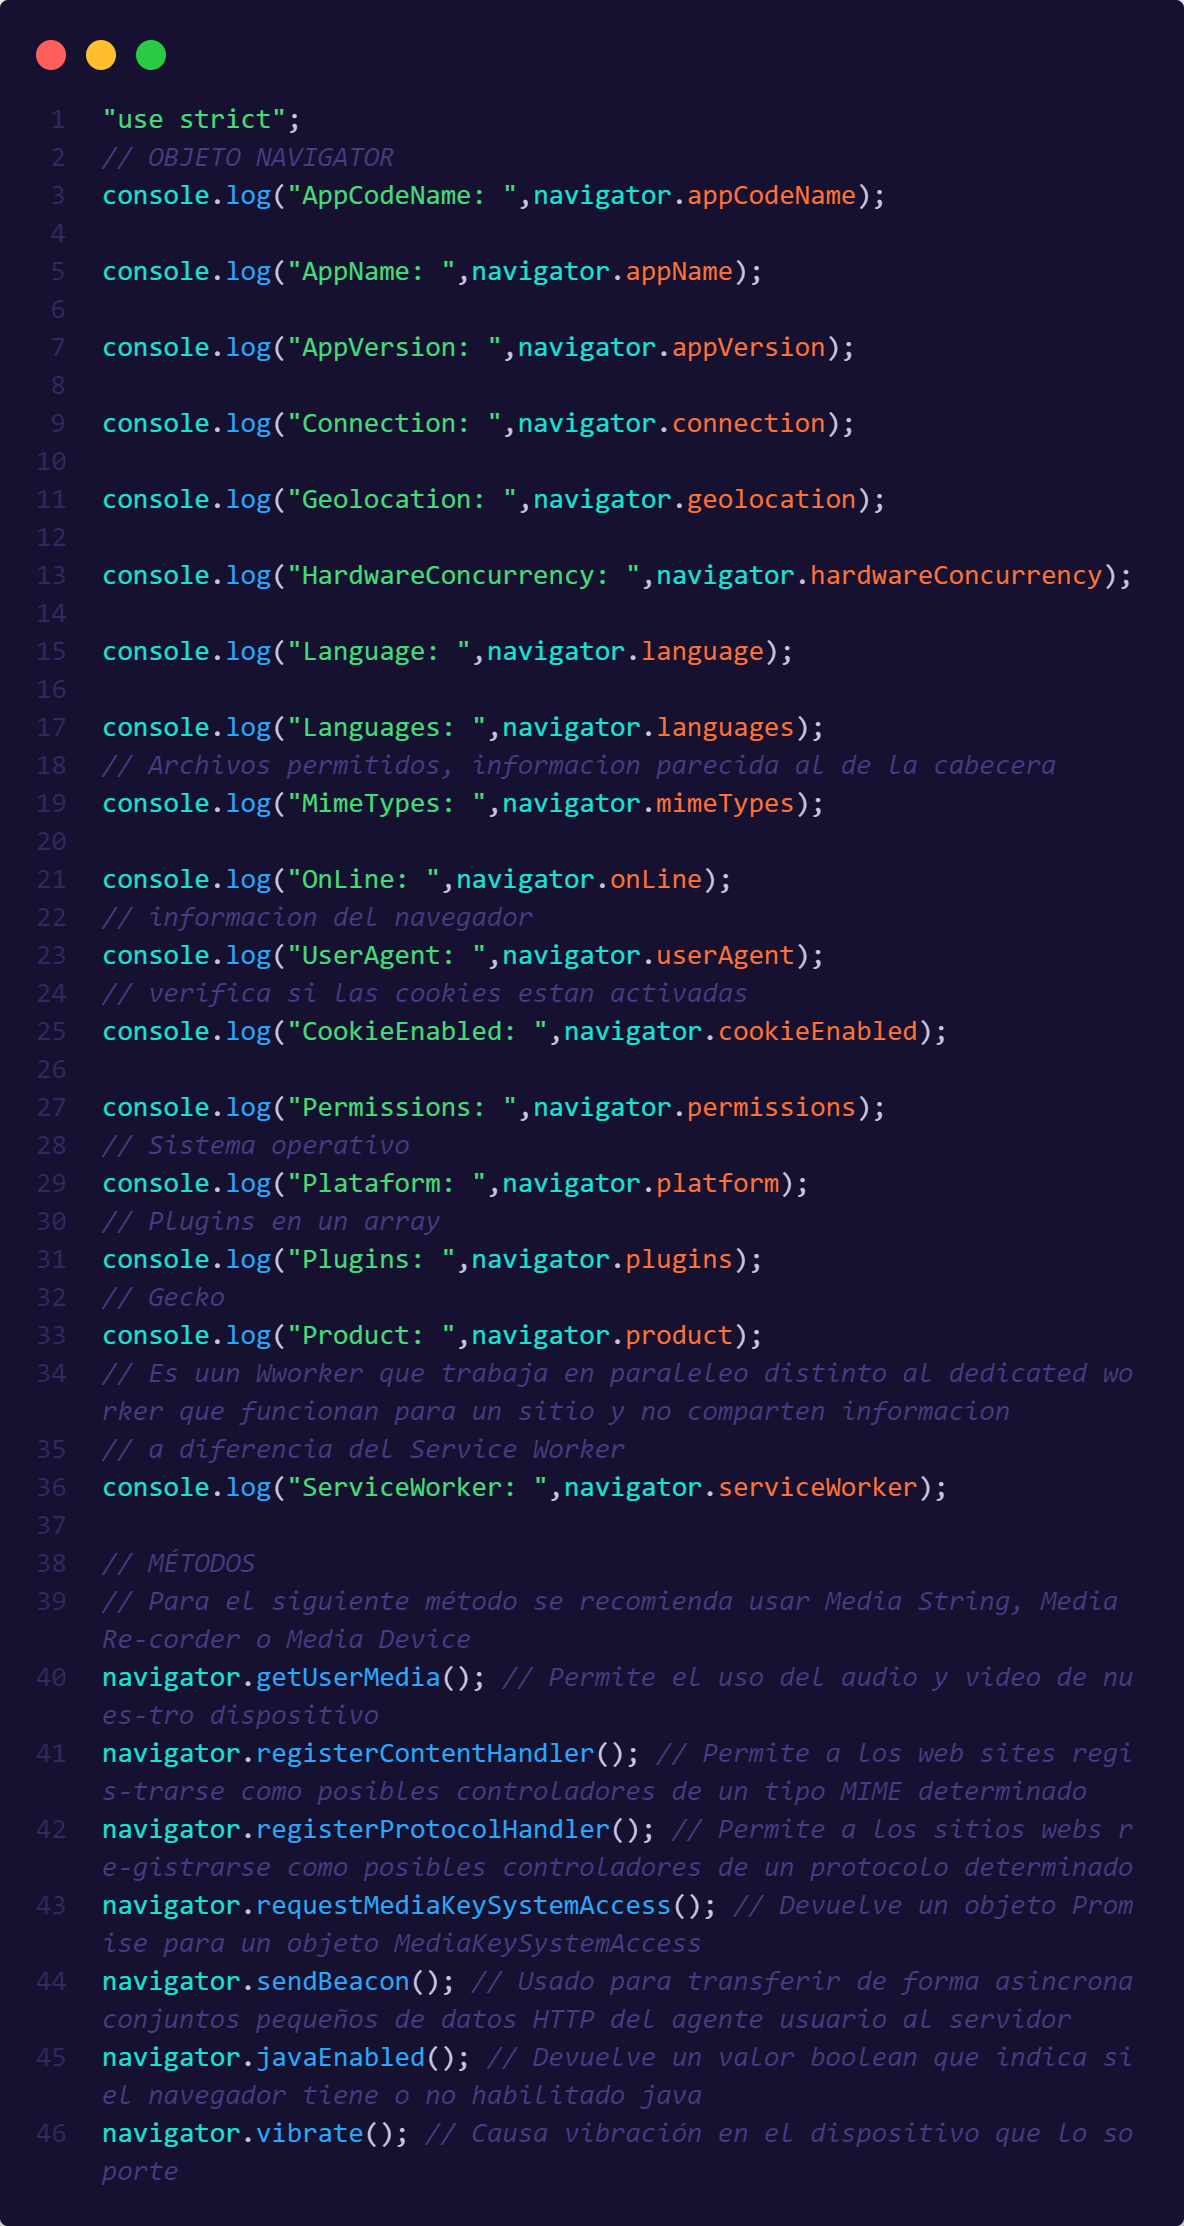 1 "use strict";
2 // OBJETO NAVIGATOR
3 console.log("AppCodeName: ",navigator.appCodeName);
4
5 console.log("AppName: ",navigator.appName);
6
7 console.log("AppVersion: ",navigator.appVersion);
8
9 console.log("Connection: ",navigator.connection);
10
11 console.log("Geolocation: ",navigator.geolocation);
12
13 console.log("HardwareConcurrency: ",navigator.hardwareConcurrency);
14
15 console.log("Language: ",navigator.language);
16
17 console.log("Languages: ",navigator.languages);
18 // Archivos permitidos, informacion parecida al de la cabecera
19 console.log("MimeTypes: ",navigator.mimeTypes);
20
21 console.log("OnLine: ",navigator.onLine);
22 // informacion del navegador
23 console.log("UserAgent: ",navigator.userAgent);
24 // verifica si las cookies estan activadas
25 console.log("CookieEnabled: ",navigator.cookieEnabled);
26
27 console.log("Permissions: ",navigator.permissions);
28 // Sistema operativo
29 console.log("Plataform: ",navigator.platform);
30 // Plugins en un array
31 console.log("Plugins: ",navigator.plugins);
32 // Gecko
33 console.log("Product: ",navigator.product);
34 // Es uun Wworker que trabaja en paraleleo distinto al dedicated wo
rker que funcionan para un sitio y no comparten informacion
35 // a diferencia del Service Worker
36 console.log("ServiceWorker: ",navigator.serviceWorker);
37
38 // MÉTODOS
39 // Para el siguiente método se recomienda usar Media String, Media
Re-corder o Media Device
40 navigator.getUserMedia(); // Permite el uso del audio y video de nu
es-tro dispositivo
41 navigator.registerContentHandler(); // Permite a los web sites regi
s-trarse como posibles controladores de un tipo MIME determinado
42 navigator.registerProtocolHandler(); // Permite a los sitios webs r
e-gistrarse como posibles controladores de un protocolo determinado
43 navigator.requestMediaKeySystemAccess(); // Devuelve un objeto Prom
ise para un objeto MediaKeySystemAccess
44 navigator.sendBeacon(); // Usado para transferir de forma asincrona
conjuntos pequeños de datos HTTP del agente usuario al servidor
45 navigator.javaEnabled(); // Devuelve un valor boolean que indica si
el navegador tiene o no habilitado java
46 navigator.vibrate(); // Causa vibración en el dispositivo que lo so
porte